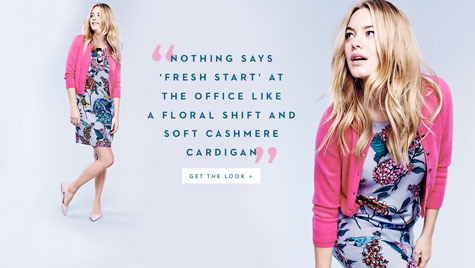 “NOTHING SAYS
‘FRESH START’ AT
THE OFFICE LIKE
A FLORAL SHIFT AND
SOFT CASHMERE
CARDIGAN”
GET THE LOOK ›